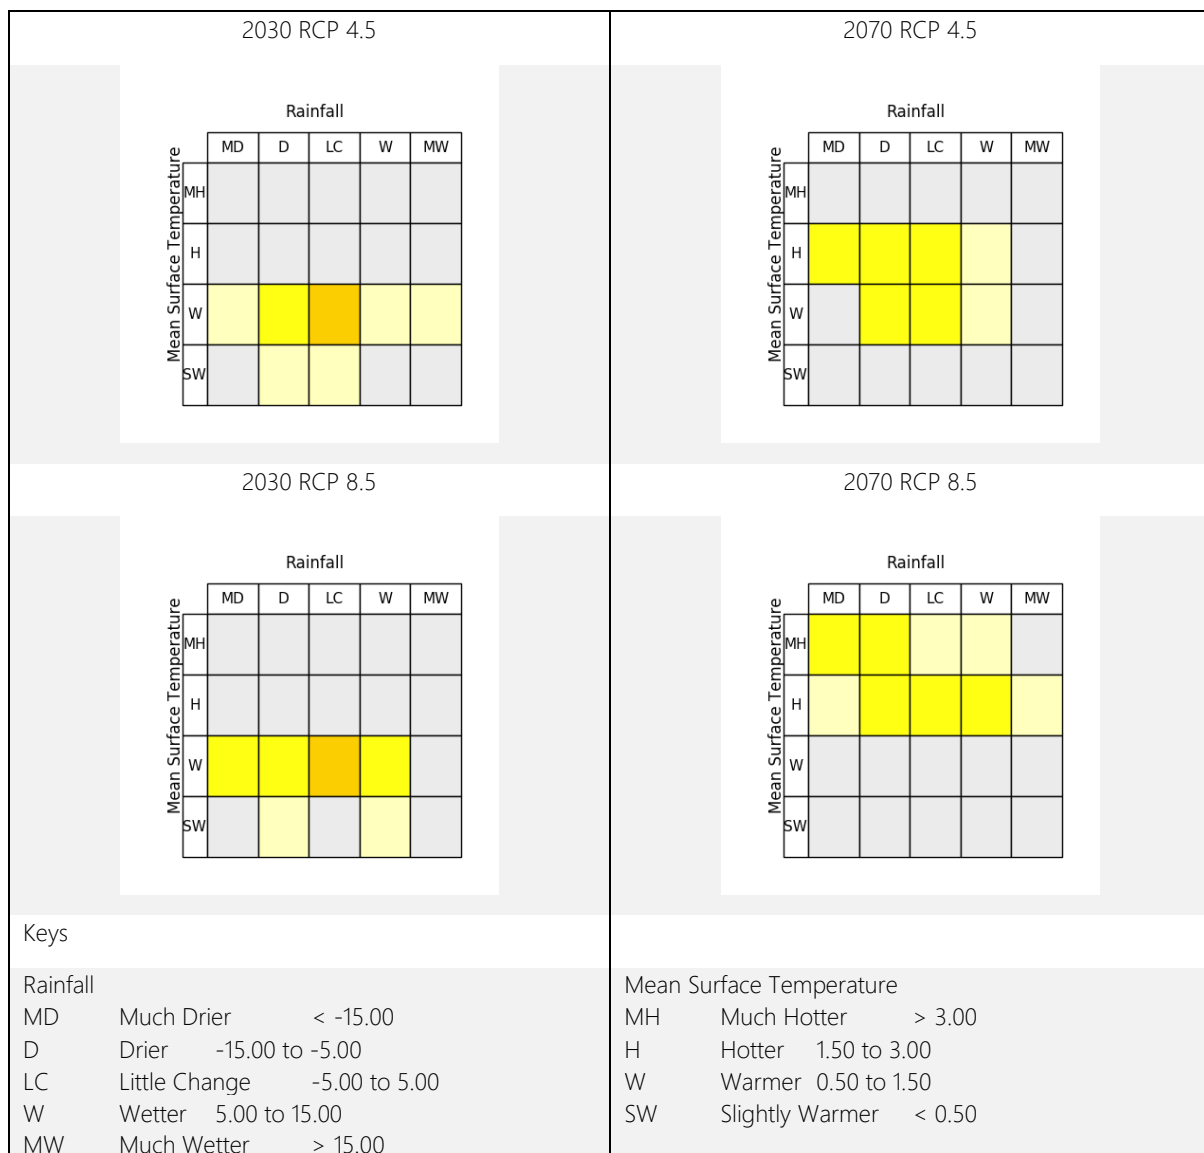 2030 RCP 4.5
2070 RCP 4.5
Rainfall
MD D LC W MW
Mean Surface Temperature
MH
H
W
SW
Rainfall
MD D LC W MW
Mean Surface Temperature
MH
H
W
SW
2030 RCP 8.5
2070 RCP 8.5
Rainfall
MD D LC W MW
Mean Surface Temperature
MH
H
W
SW
Rainfall
MD D LC W MW
Mean Surface Temperature
MH
H
W
SW
Keys
Rainfall
MD Much Drier < -15.00
D Drier -15.00 to -5.00
LC Little Change -5.00 to 5.00
W Wetter 5.00 to 15.00
MW Much Wetter > 15.00
Mean Surface Temperature
MH Much Hotter > 3.00
H Hotter 1.50 to 3.00
W Warmer 0.50 to 1.50
SW Slightly Warmer < 0.50